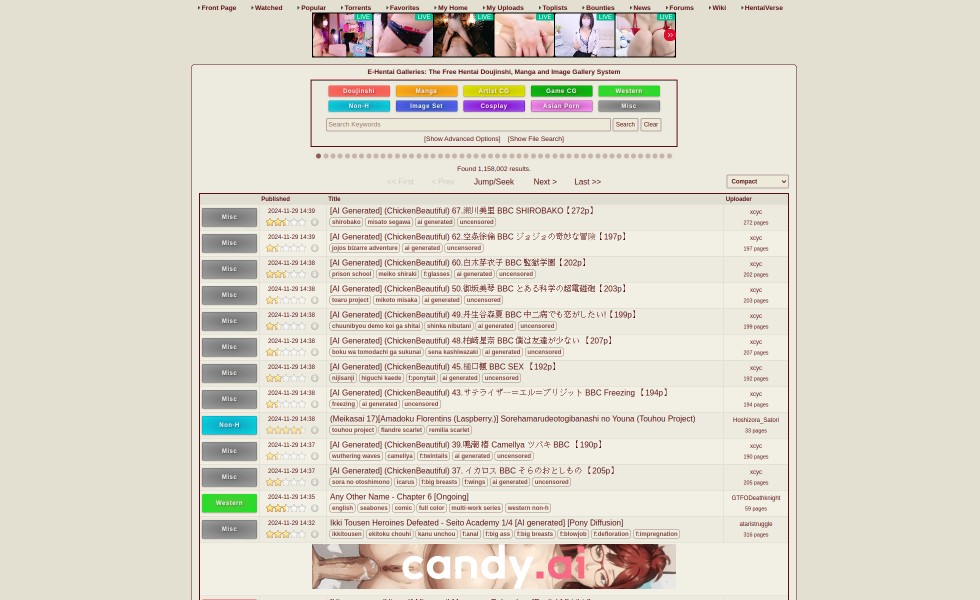 Front Page Watched Popular Torrents Favorites My Home My Uploads Toplists Bounties News Forums Wiki HentaiVerse
LIVE LIVE LIVE LIVE LIVE LIVE
E-Hentai Galleries: The Free Hentai Doujinshi, Manga and Image Gallery System
Doujinshi Manga Artist CG Game CG Western
Non-H Image Set Cosplay Asian Porn Misc
Search Keywords Search Clear
[Show Advanced Options] [Show File Search]
Found 1,158,002 results.
<< First < Prev Jump/Seek Next > Last >> Compact
Published Title Uploader
Misc 2024-11-29 14:39 [AI Generated] (ChickenBeautiful) 67.瀬川美里 BBC SHIROBAKO【272p】 xcyc
shirobako misato segawa ai generated uncensored 272 pages
Misc 2024-11-29 14:39 [AI Generated] (ChickenBeautiful) 62.空条徐倫 BBC ジョジョの奇妙な冒険【197p】 xcyc
jojos bizarre adventure ai generated uncensored 197 pages
Misc 2024-11-29 14:38 [AI Generated] (ChickenBeautiful) 60.白木芽衣子 BBC 監獄学園【202p】 xcyc
prison school meiko shiraki f:glasses ai generated uncensored 202 pages
Misc 2024-11-29 14:38 [AI Generated] (ChickenBeautiful) 50.御坂美琴 BBC とある科学の超電磁砲【203p】 xcyc
toaru project mikoto misaka ai generated uncensored 203 pages
Misc 2024-11-29 14:38 [AI Generated] (ChickenBeautiful) 49.丹生谷森夏 BBC 中二病でも恋がしたい!【199p】 xcyc
chuunibyou demo koi ga shitai shinka nibutani ai generated uncensored 199 pages
Misc 2024-11-29 14:38 [AI Generated] (ChickenBeautiful) 48.柏崎星奈 BBC 僕は友達が少ない 【207p】 xcyc
boku wa tomodachi ga sukunai sena kashiwazaki ai generated uncensored 207 pages
Misc 2024-11-29 14:38 [AI Generated] (ChickenBeautiful) 45.樋口楓 BBC SEX 【192p】 xcyc
nijisanji higuchi kaede f:ponytail ai generated uncensored 192 pages
Misc 2024-11-29 14:38 [AI Generated] (ChickenBeautiful) 43.サテライザー＝エル＝ブリジット BBC Freezing 【194p】 xcyc
freezing ai generated uncensored 194 pages
Non-H 2024-11-29 14:38 (Meikasai 17)[Amadoku Florentins (Laspberry.)] Sorehamarudeotogibanashi no Youna (Touhou Project) Hoshizora_Satori
touhou project flandre scarlet remilia scarlet 33 pages
Misc 2024-11-29 14:37 [AI Generated] (ChickenBeautiful) 39.鳴潮 椿 Camellya ツバキ BBC 【190p】 xcyc
wuthering waves camellya f:twintails ai generated uncensored 190 pages
Misc 2024-11-29 14:37 [AI Generated] (ChickenBeautiful) 37. イカロス BBC そらのおとしもの 【205p】 xcyc
sora no otoshimono icarus f:big breasts f:wings ai generated uncensored 205 pages
Western 2024-11-29 14:35 Any Other Name - Chapter 6 [Ongoing] GTFODeathknight
english seabones comic full color multi-work series western non-h 59 pages
Misc 2024-11-29 14:32 Ikki Tousen Heroines Defeated - Seito Academy 1/4 [AI generated] [Pony Diffusion] ataristruggle
ikkitousen ekitoku chouhi kanu unchou f:anal f:big ass f:big breasts f:blowjob f:defloration f:impregnation 316 pages
candy.ai